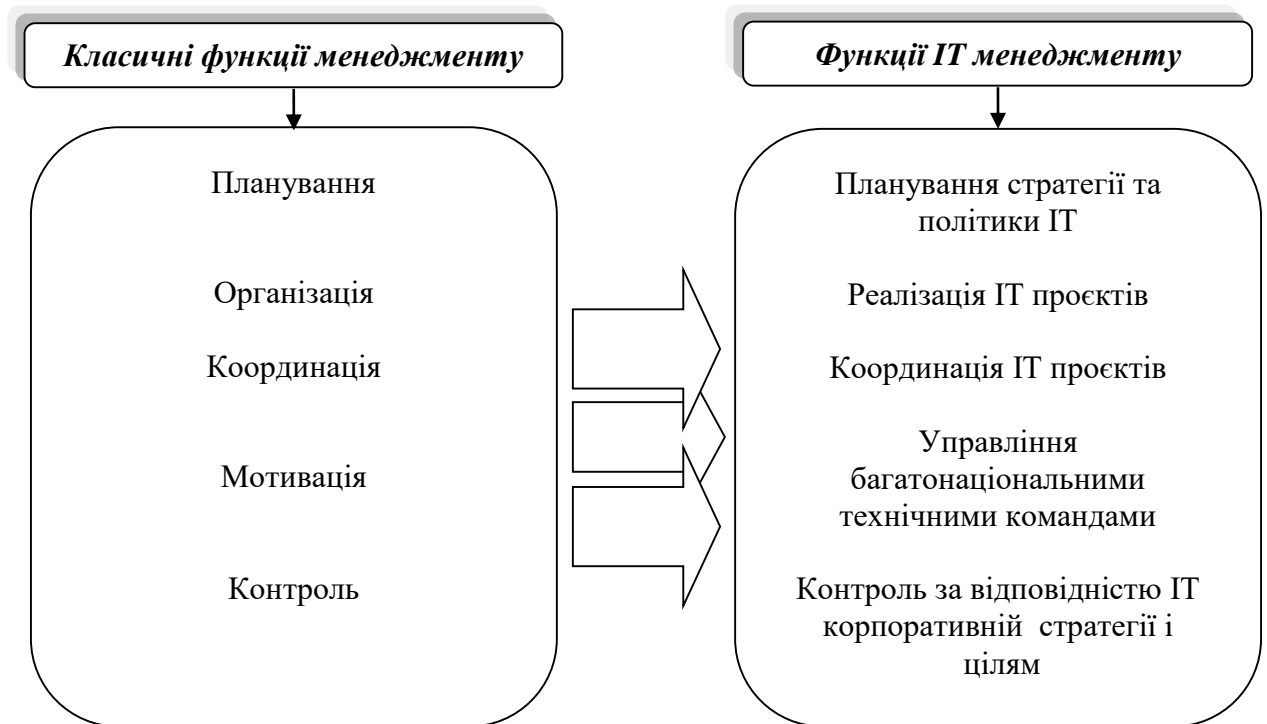 Класичні функції менеджменту
Функції ІТ менеджменту
Планування
Організація
Координація
Мотивація
Контроль
Планування стратегії та
політики ІТ
Реалізація ІТ проєктів
Координація ІТ проєктів
Управління
багатонаціональними
технічними командами
Контроль за відповідністю ІТ
корпоративній стратегії і
цілям